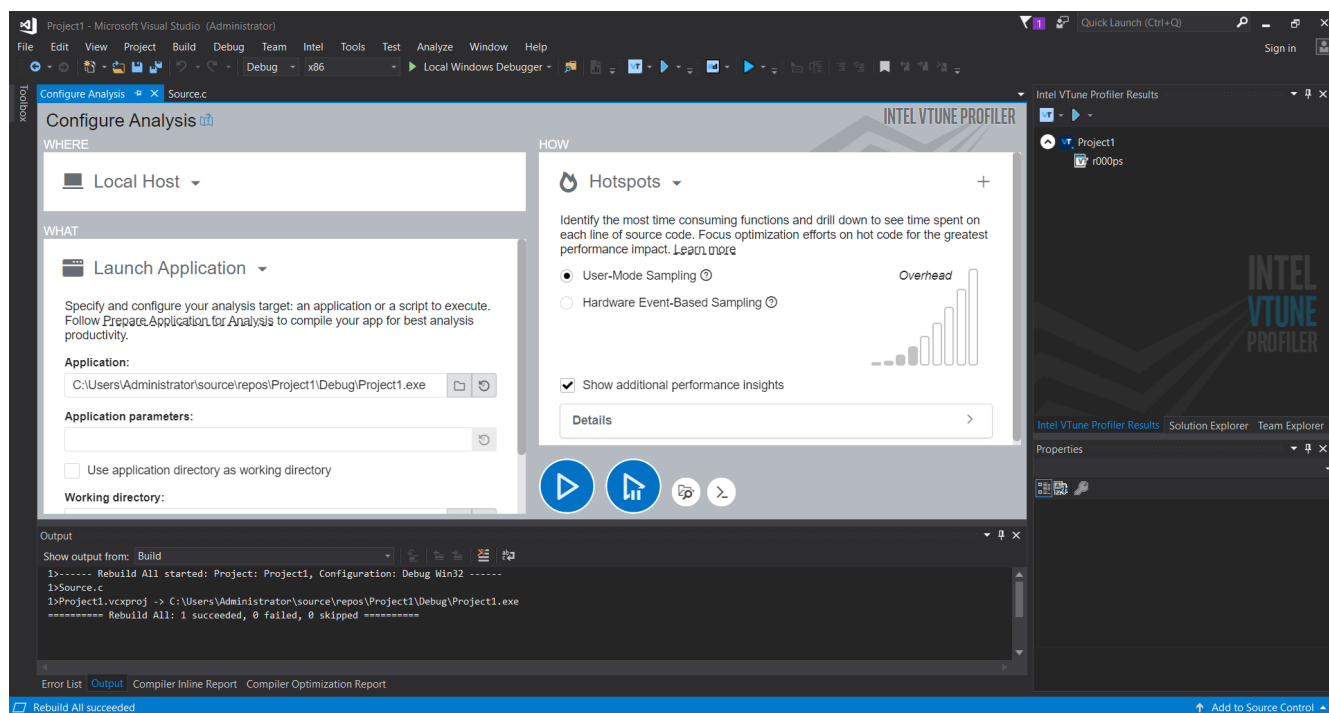 Project1 - Microsoft Visual Studio (Administrator)
1
Quick Launch (Ctrl+Q)
File Edit View Project Build Debug Team Intel Tools Test Analyze Window Help
Sign in
Debug x86 Local Windows Debugger
Toolbox
Configure Analysis Source.c
Configure Analysis
INTEL VTUNE PROFILER
WHERE
Local Host
WHAT
Launch Application
Specify and configure your analysis target: an application or a script to execute.
Follow Prepare Application for Analysis to compile your app for best analysis
productivity.
Application:
C:\Users\Administrator\source\repos\Project1\Debug\Project1.exe
Application parameters:
Use application directory as working directory
Working directory:
HOW
Hotspots
Identify the most time consuming functions and drill down to see time spent on
each line of source code. Focus optimization efforts on hot code for the greatest
performance impact. Learn more
User-Mode Sampling
Overhead
Hardware Event-Based Sampling
Show additional performance insights
Details
Intel VTune Profiler Results
VT
Project1
r000ps
INTEL
VTUNE
PROFILER
Intel VTune Profiler Results Solution Explorer Team Explorer
Properties
Output
Show output from: Build
1>------ Rebuild All started: Project: Project1, Configuration: Debug Win32 ------
1>Source.c
1>Project1.vcxproj -> C:\Users\Administrator\source\repos\Project1\Debug\Project1.exe
========== Rebuild All: 1 succeeded, 0 failed, 0 skipped ==========
Error List Output Compiler Inline Report Compiler Optimization Report
Rebuild All succeeded
Add to Source Control